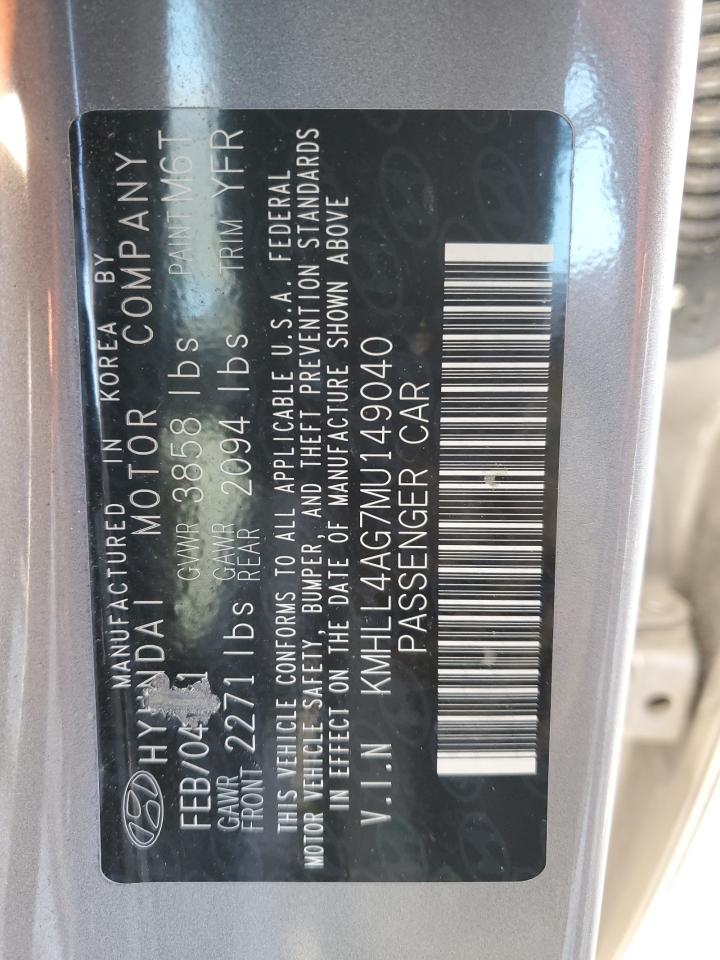 MANUFACTURED IN KOREA BY
HYUNDAI MOTOR COMPANY
FEB/04 1 GVWR 3858 lbs PAINT M6T
GAWR FRONT 2271 lbs GAWR REAR 2094 lbs TRIM YFR
THIS VEHICLE CONFORMS TO ALL APPLICABLE U.S.A. FEDERAL
MOTOR VEHICLE SAFETY, BUMPER, AND THEFT PREVENTION STANDARDS
IN EFFECT ON THE DATE OF MANUFACTURE SHOWN ABOVE
V.I.N KMHLL4AG7MU149040
PASSENGER CAR